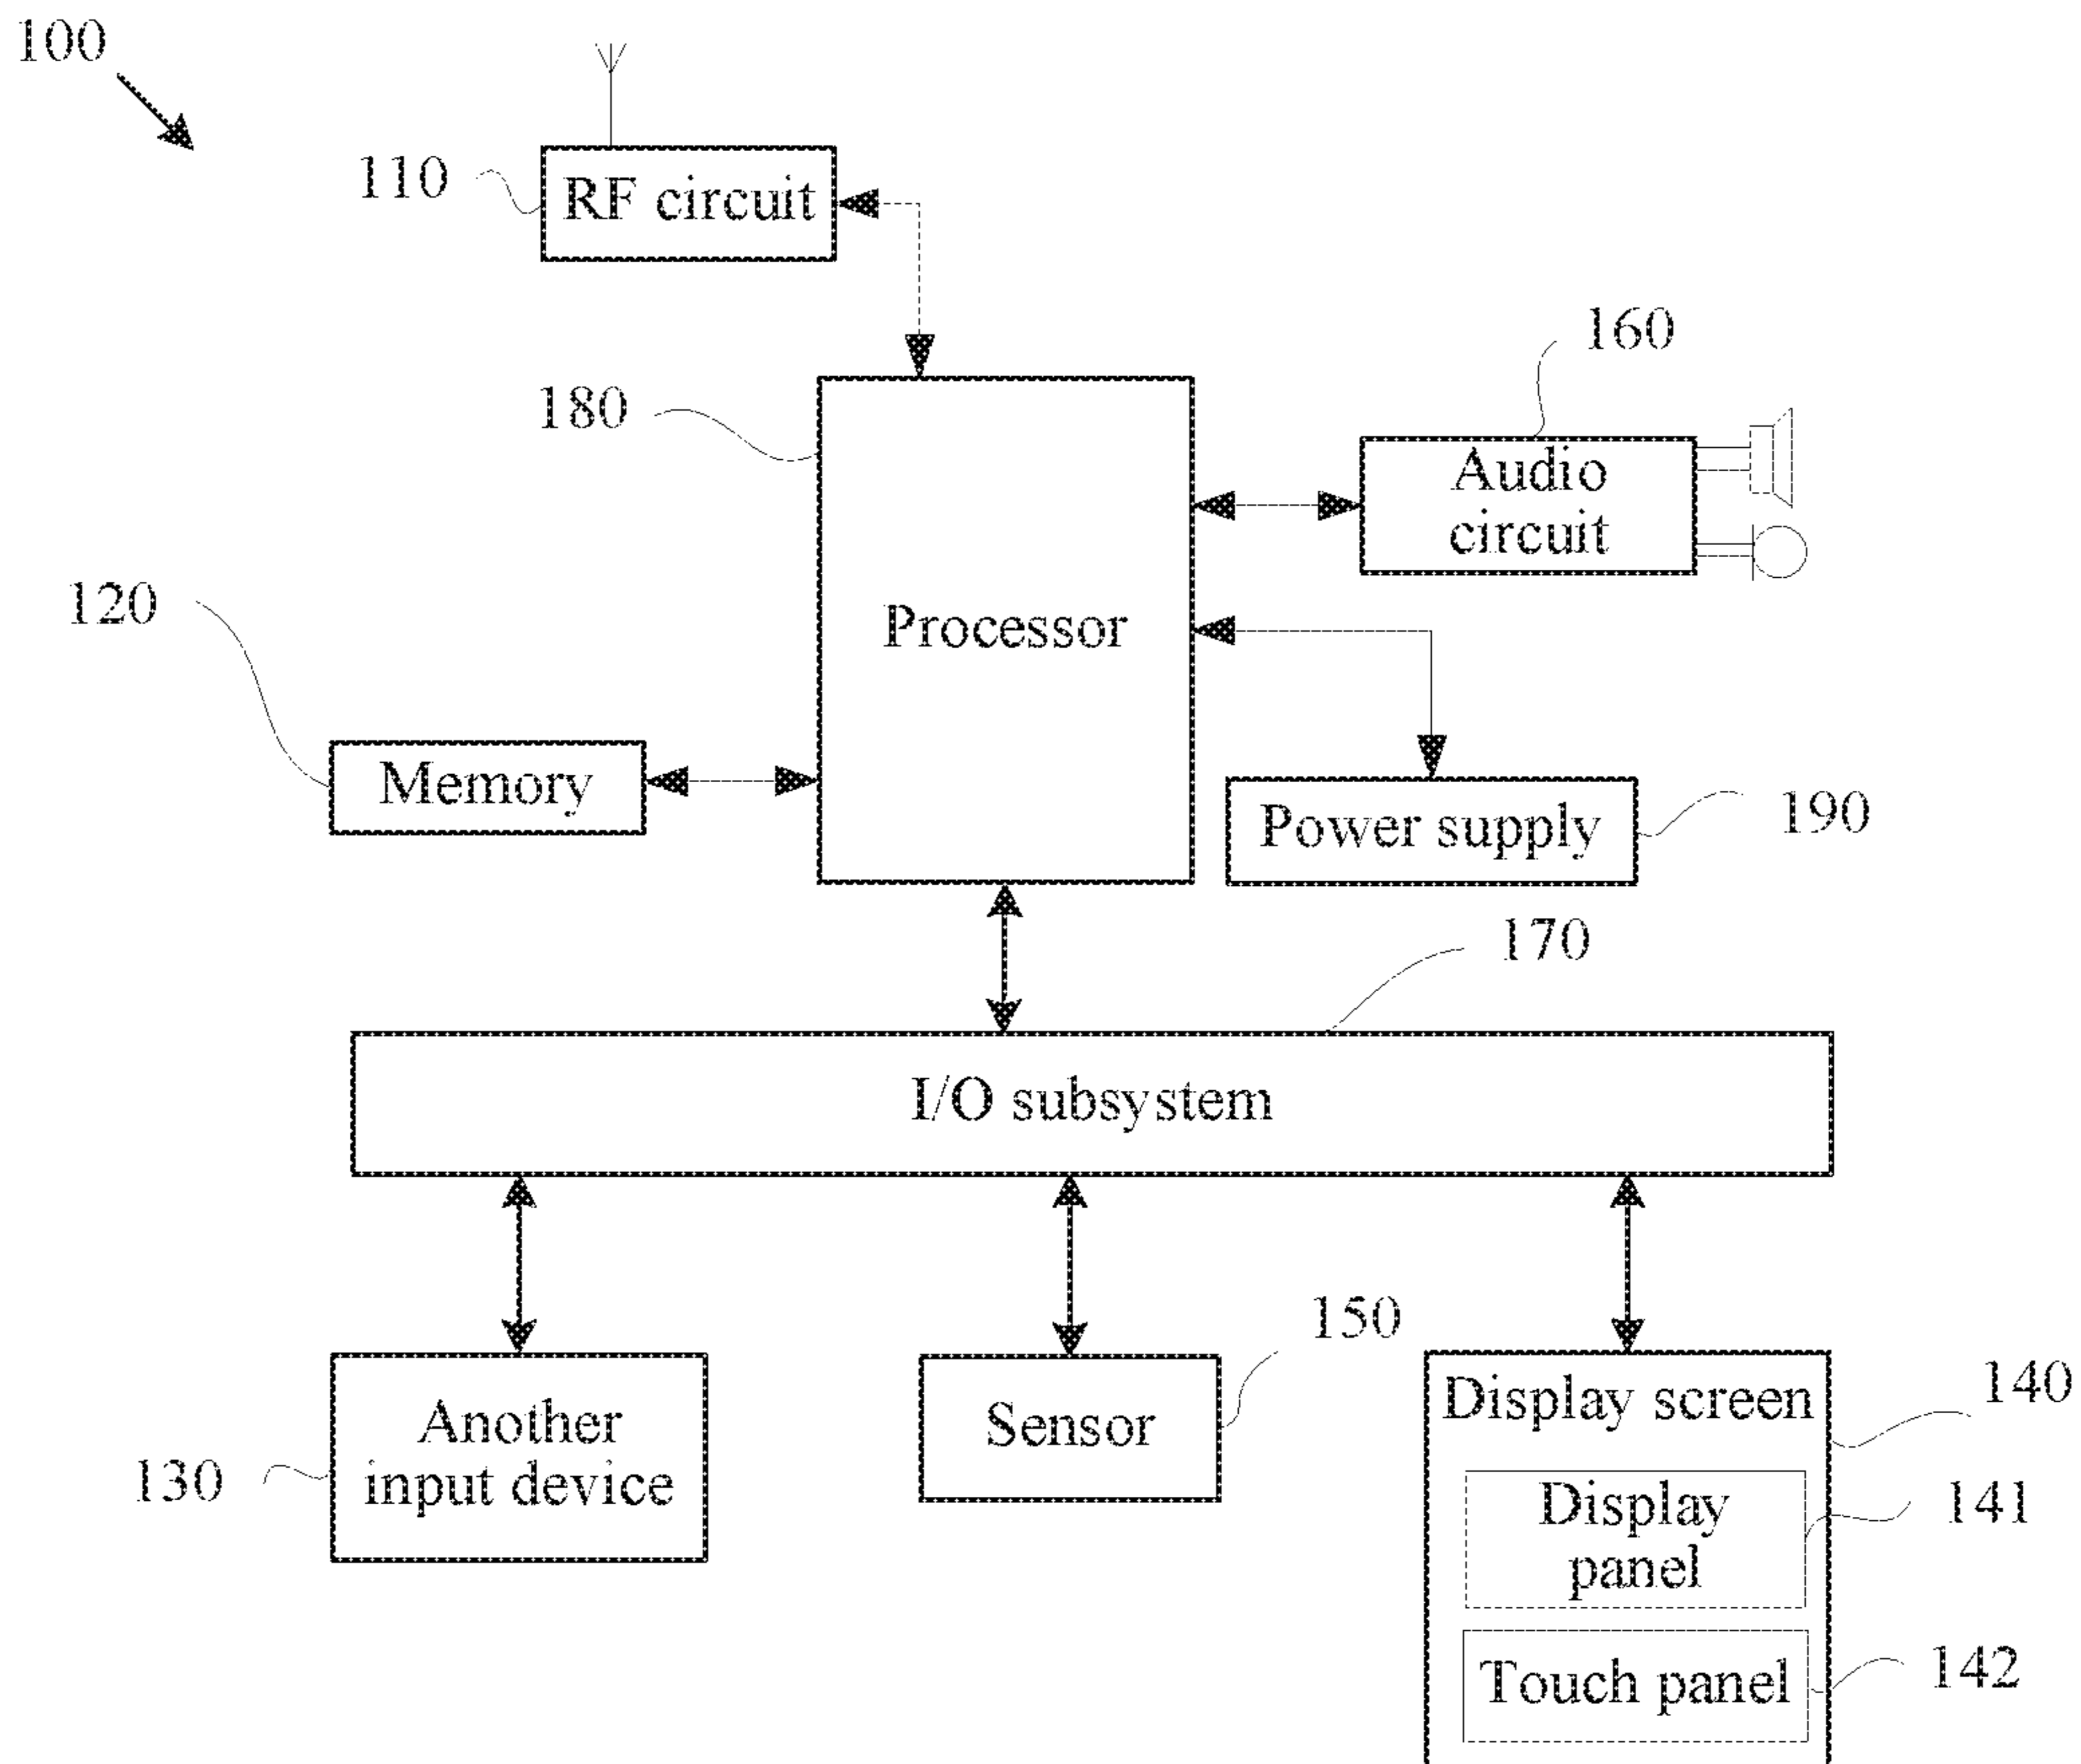 100
110
RF circuit
160
180
Audio
circuit
120
Processor
Memory
Power supply
190
170
I/O subsystem
150
Another
input device
130
Sensor
Display screen
140
Display
panel
141
Touch panel
142